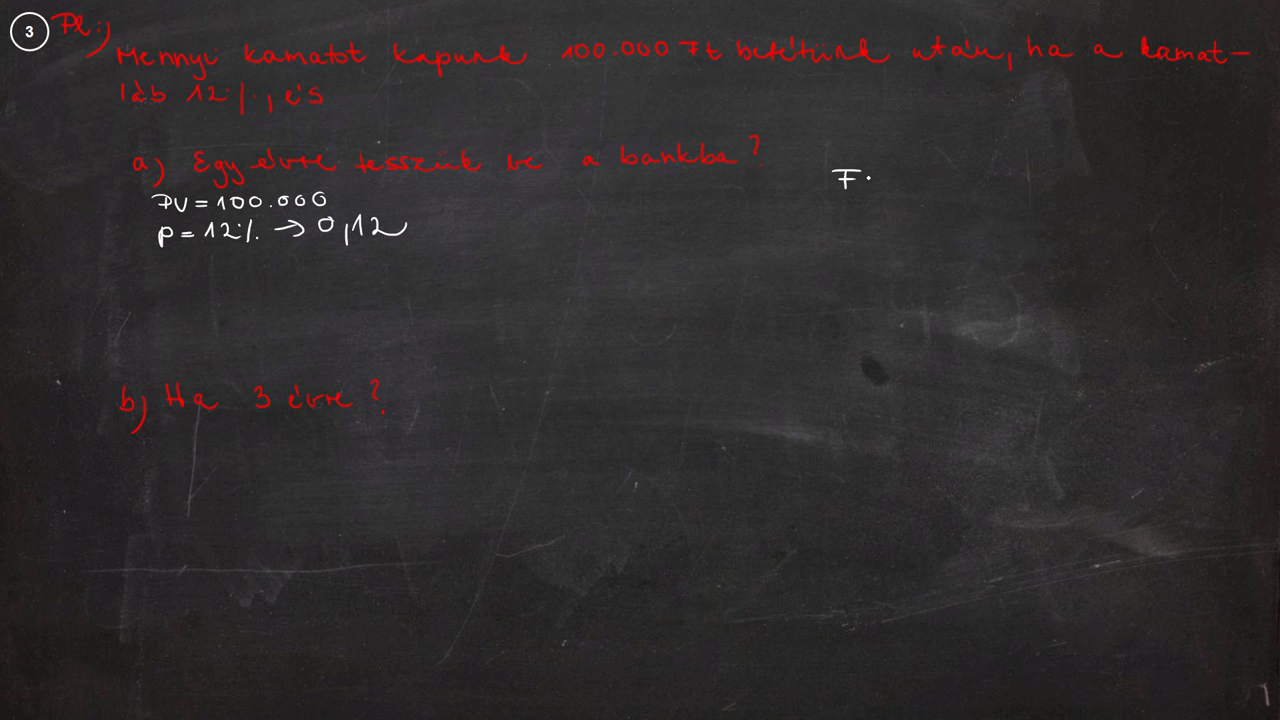 3 Pl.:)
Mennyi kamatot kapunk 100.000 Ft betétünk után, ha a kamat-
láb 12%, és
a) Egy évre tesszük be a bankba?
F.
PV = 100.000
p = 12% → 0,12
b) Ha 3 évre?
1